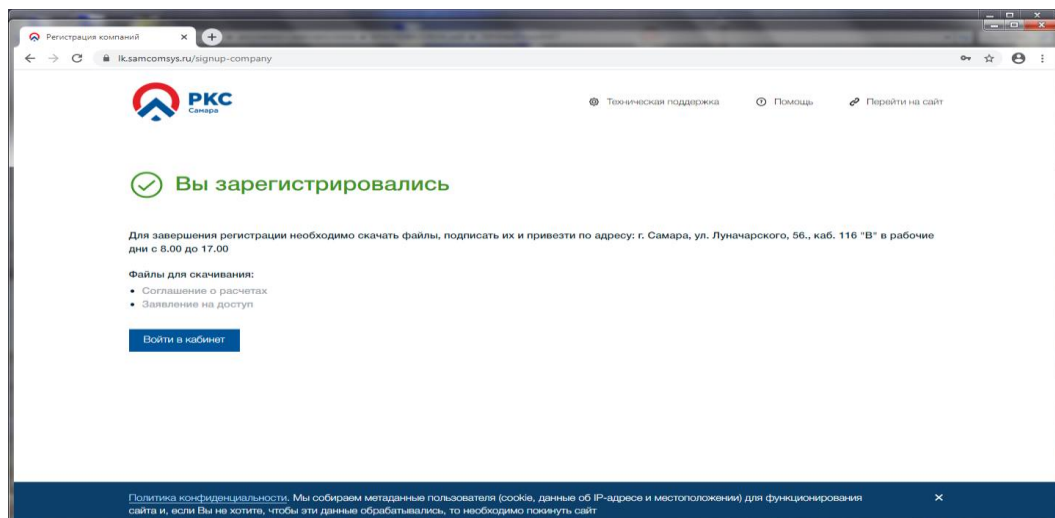 Регистрация компаний
lk.samcomsys.ru/signup-company
РКС
Самара
Техническая поддержка
Помощь
Перейти на сайт
Вы зарегистрировались
Для завершения регистрации необходимо скачать файлы, подписать их и привезти по адресу: г. Самара, ул. Луначарского, 56., каб. 116 "В" в рабочие
дни с 8.00 до 17.00
Файлы для скачивания:
• Соглашение о расчетах
• Заявление на доступ
Войти в кабинет
Политика конфиденциальности. Мы собираем метаданные пользователя (cookie, данные об IP-адресе и местоположении) для функционирования
сайта и, если Вы не хотите, чтобы эти данные обрабатывались, то необходимо покинуть сайт